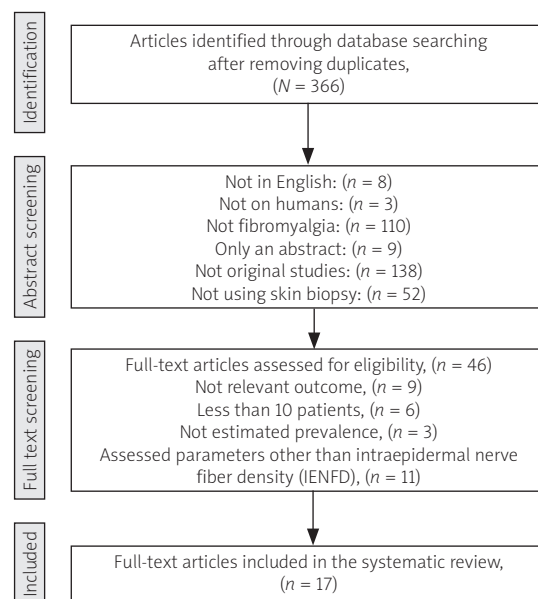 Identification
Articles identified through database searching
after removing duplicates,
(N = 366)
Abstract screening
Not in English: (n = 8)
Not on humans: (n = 3)
Not fibromyalgia: (n = 110)
Only an abstract: (n = 9)
Not original studies: (n = 138)
Not using skin biopsy: (n = 52)
Full text screening
Full-text articles assessed for eligibility, (n = 46)
Not relevant outcome, (n = 9)
Less than 10 patients, (n = 6)
Not estimated prevalence, (n = 3)
Assessed parameters other than intraepidermal nerve
fiber density (IENFD), (n = 11)
Included
Full-text articles included in the systematic review,
(n = 17)